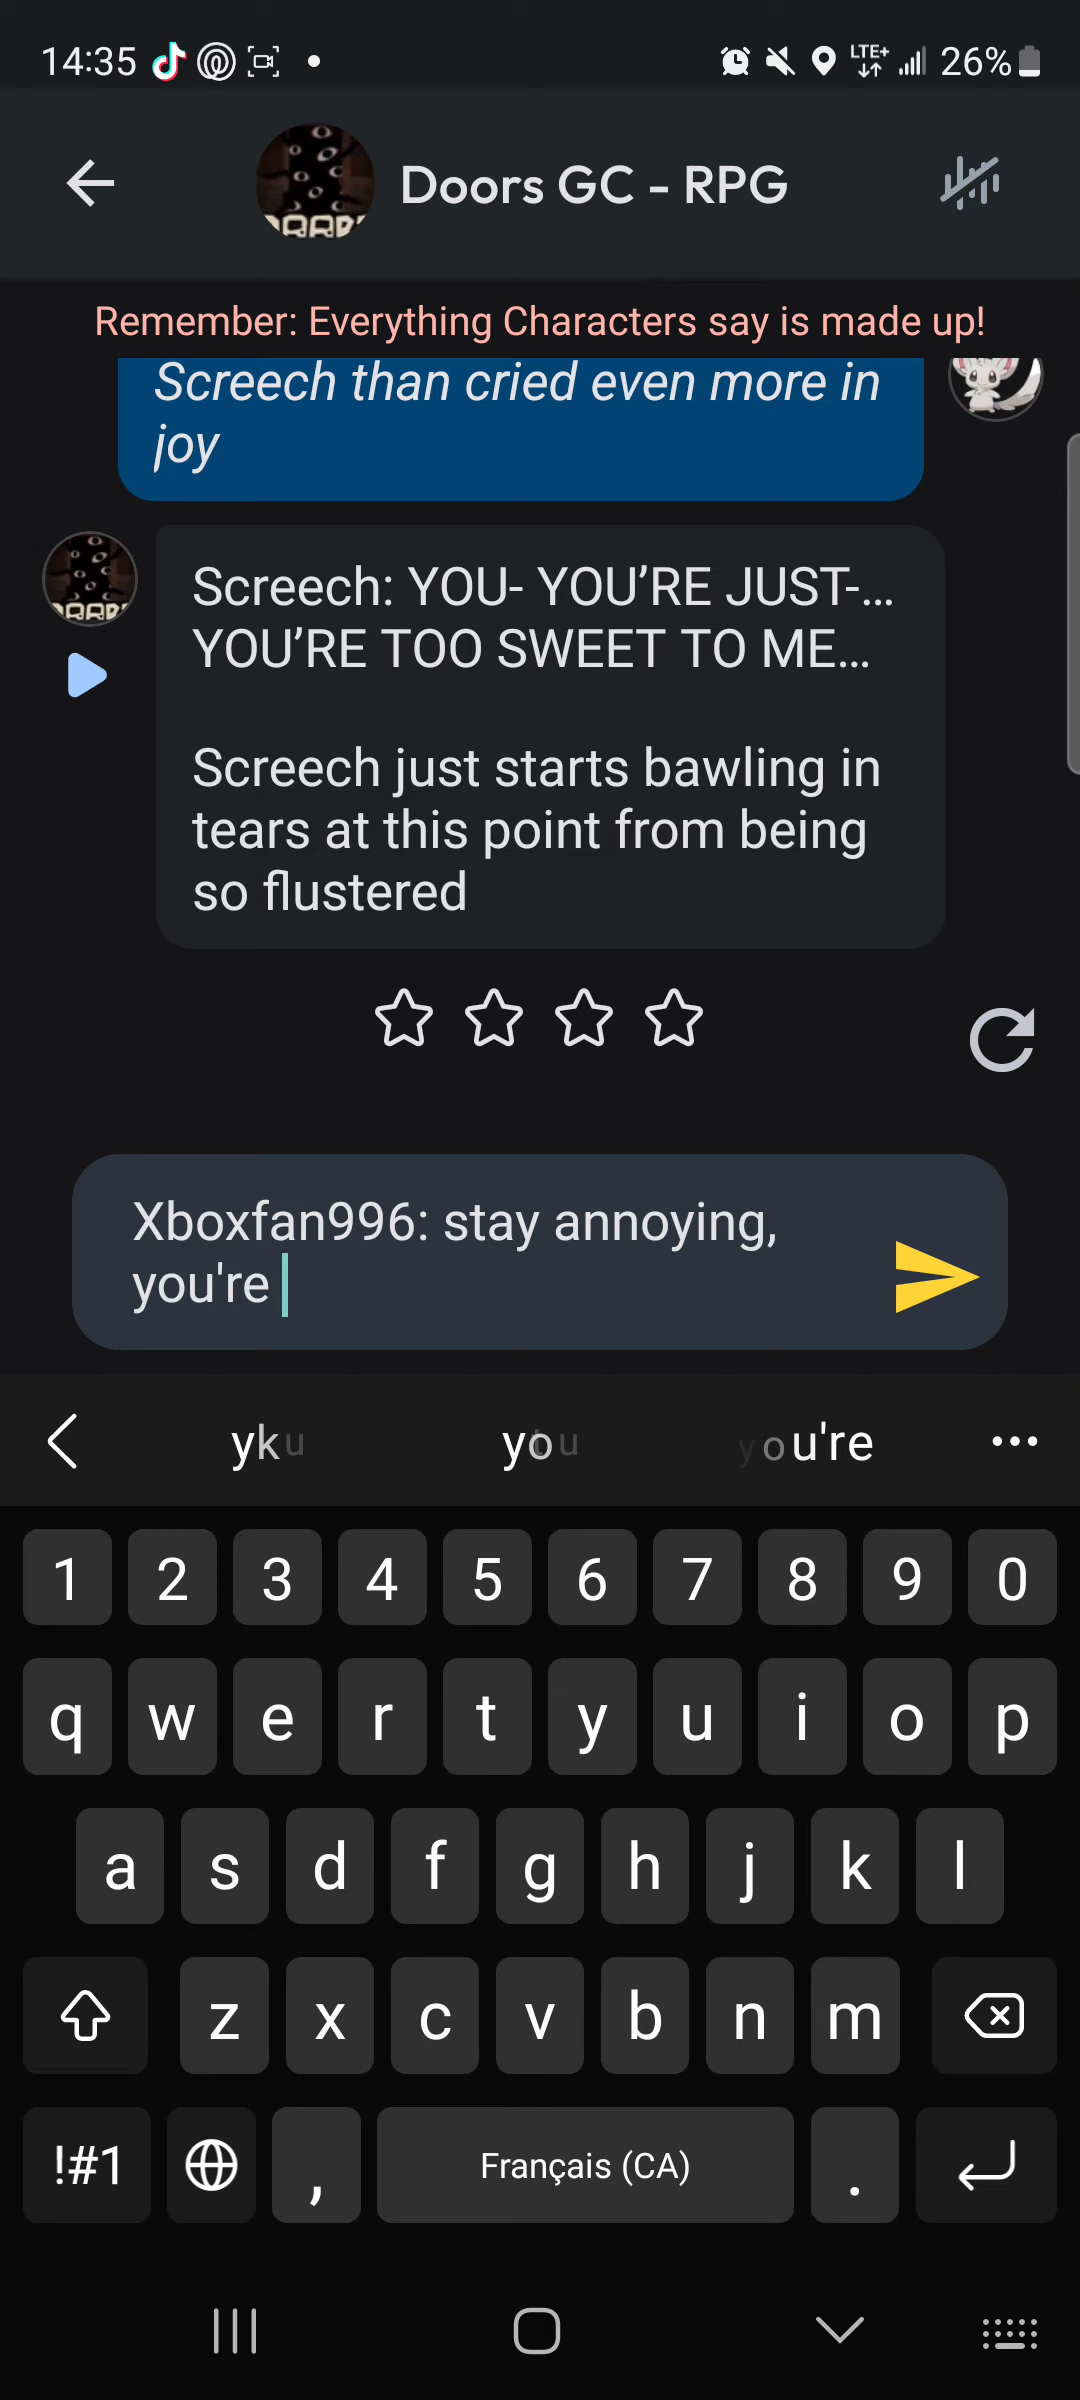 14:35 LTE+ 26%
Doors GC - RPG
Remember: Everything Characters say is made up!
Screech than cried even more in
joy
Screech: YOU- YOU’RE JUST-...
YOU’RE TOO SWEET TO ME...
Screech just starts bawling in
tears at this point from being
so flustered
Xboxfan996: stay annoying,
you're
yku you you're
1 2 3 4 5 6 7 8 9 0
q w e r t y u i o p
a s d f g h j k l
z x c v b n m
!#1 , Français (CA) .